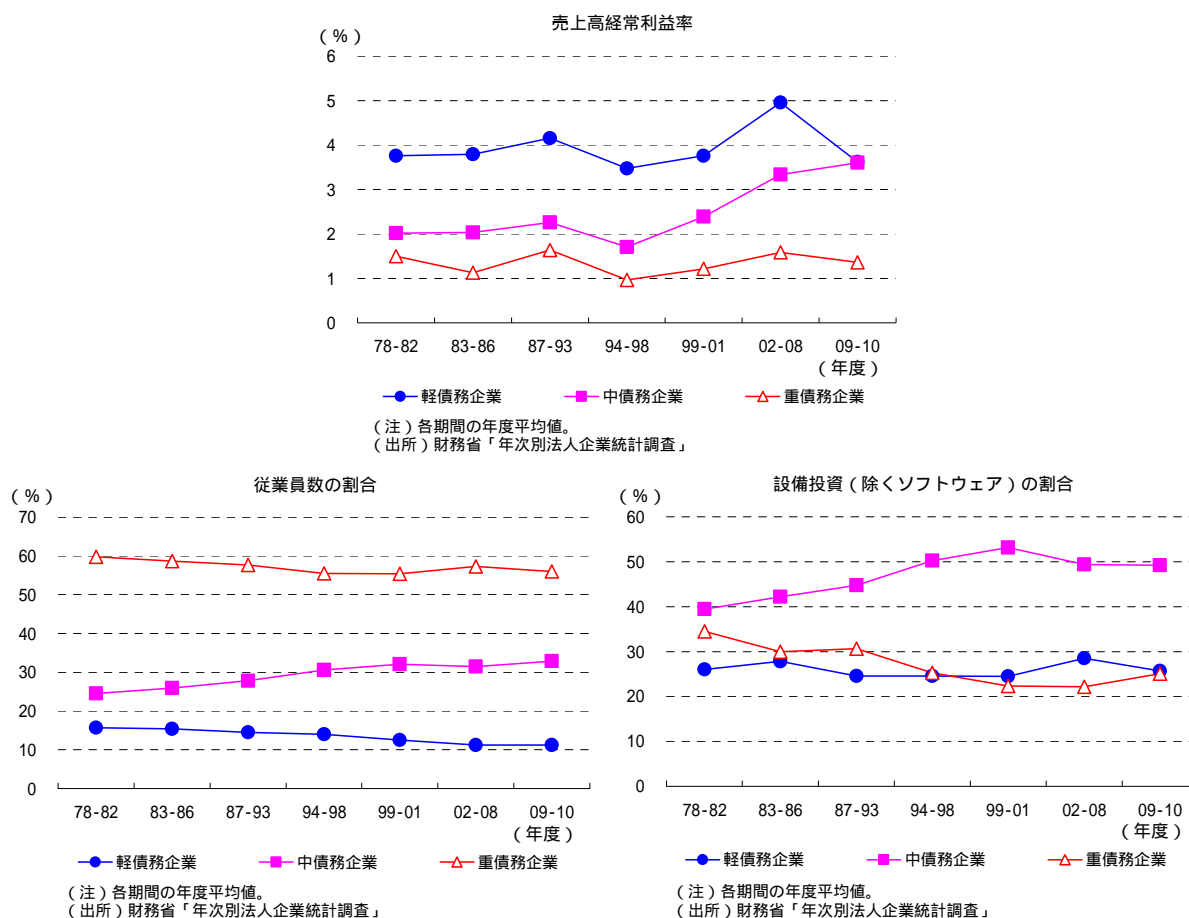 売上高経常利益率
（％）
6
5
4
3
2
1
0
78-82 83-86 87-93 94-98 99-01 02-08 09-10
（年度）
軽債務企業 中債務企業 重債務企業
（注）各期間の年度平均値。
（出所）財務省「年次別法人企業統計調査」
従業員数の割合
（％）
70
60
50
40
30
20
10
0
78-82 83-86 87-93 94-98 99-01 02-08 09-10
（年度）
軽債務企業 中債務企業 重債務企業
（注）各期間の年度平均値。
（出所）財務省「年次別法人企業統計調査」
設備投資（除くソフトウェア）の割合
（％）
60
50
40
30
20
10
0
78-82 83-86 87-93 94-98 99-01 02-08 09-10
（年度）
軽債務企業 中債務企業 重債務企業
（注）各期間の年度平均値。
（出所）財務省「年次別法人企業統計調査」